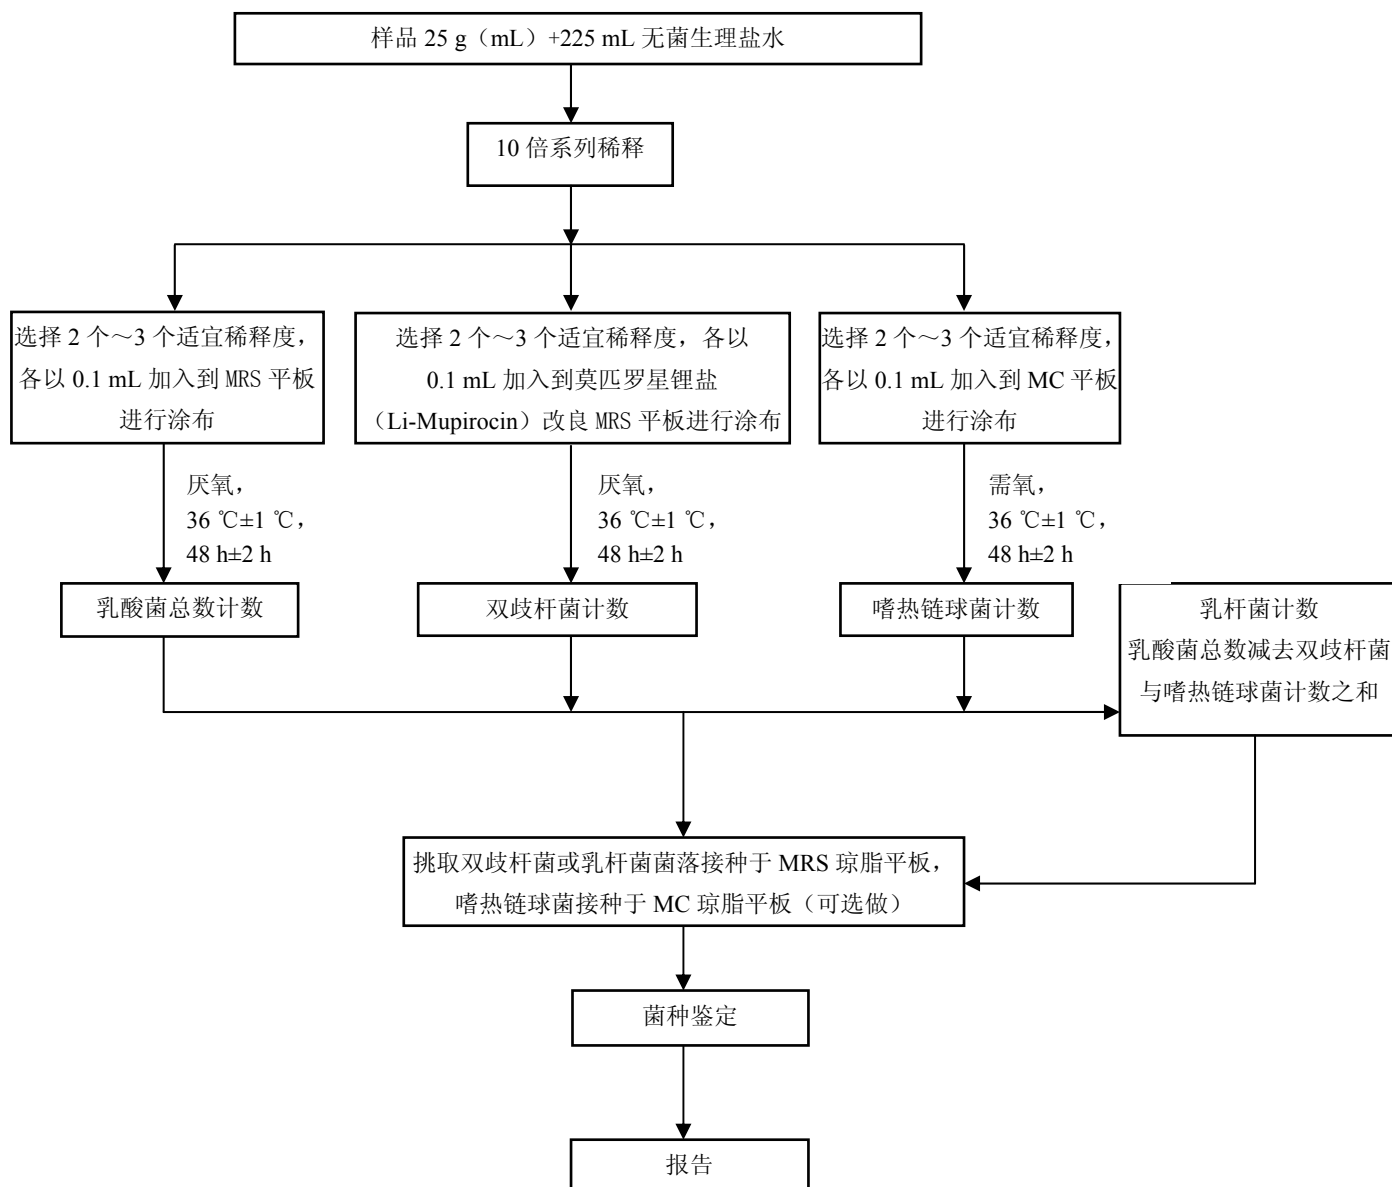 样品 25 g（mL）+225 mL 无菌生理盐水
10 倍系列稀释
选择 2 个～3 个适宜稀释度，
各以 0.1 mL 加入到 MRS 平板
进行涂布
选择 2 个～3 个适宜稀释度，各以
0.1 mL 加入到莫匹罗星锂盐
（Li-Mupirocin）改良 MRS 平板进行涂布
选择 2 个～3 个适宜稀释度，
各以 0.1 mL 加入到 MC 平板
进行涂布
厌氧，
36 ℃±1 ℃，
48 h±2 h
厌氧，
36 ℃±1 ℃，
48 h±2 h
需氧，
36 ℃±1 ℃，
48 h±2 h
乳酸菌总数计数
双歧杆菌计数
嗜热链球菌计数
乳杆菌计数
乳酸菌总数减去双歧杆菌
与嗜热链球菌计数之和
挑取双歧杆菌或乳杆菌菌落接种于 MRS 琼脂平板，
嗜热链球菌接种于 MC 琼脂平板（可选做）
菌种鉴定
报告